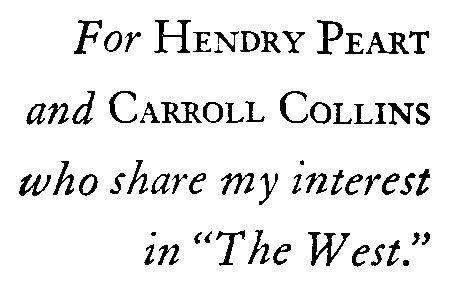 For HENDRY PEART
and CARROLL COLLINS
who share my interest
in “The West.”